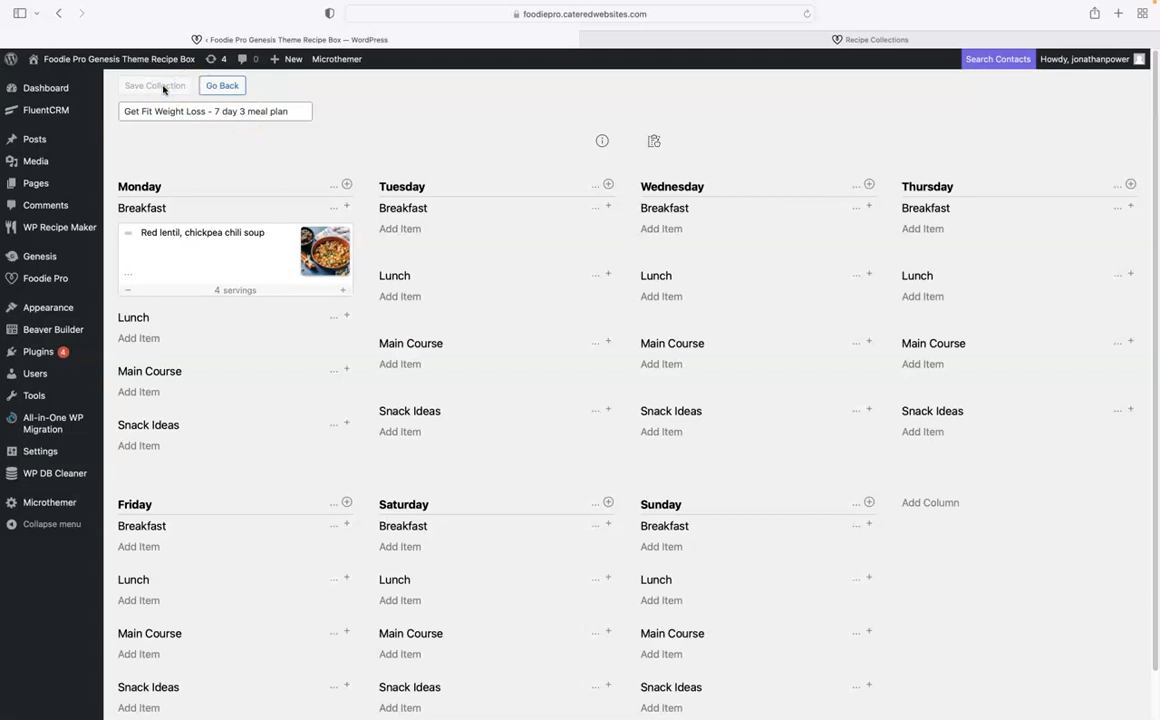 foodiepro.cateredwebsites.com
‹ Foodie Pro Genesis Theme Recipe Box — WordPress
Recipe Collections
Foodie Pro Genesis Theme Recipe Box
4
0
New
Microthemer
Search Contacts
Howdy, jonathanpower
Dashboard
FluentCRM
Posts
Media
Pages
Comments
WP Recipe Maker
Genesis
Foodie Pro
Appearance
Beaver Builder
Plugins 4
Users
Tools
All-in-One WP
Migration
Settings
WP DB Cleaner
Microthemer
Collapse menu
Save Collection
Go Back
Get Fit Weight Loss - 7 day 3 meal plan
Monday
Breakfast
Red lentil, chickpea chili soup
...
− 4 servings +
Lunch
Add Item
Main Course
Add Item
Snack Ideas
Add Item
Tuesday
Breakfast
Add Item
Lunch
Add Item
Main Course
Add Item
Snack Ideas
Add Item
Wednesday
Breakfast
Add Item
Lunch
Add Item
Main Course
Add Item
Snack Ideas
Add Item
Thursday
Breakfast
Add Item
Lunch
Add Item
Main Course
Add Item
Snack Ideas
Add Item
Friday
Breakfast
Add Item
Lunch
Add Item
Main Course
Add Item
Snack Ideas
Add Item
Saturday
Breakfast
Add Item
Lunch
Add Item
Main Course
Add Item
Snack Ideas
Add Item
Sunday
Breakfast
Add Item
Lunch
Add Item
Main Course
Add Item
Snack Ideas
Add Item
Add Column